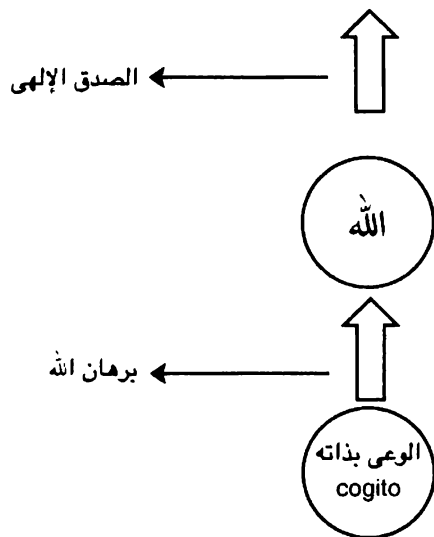 الصدق الإلهى
الله
برهان الله
الوعى بذاته
cogito